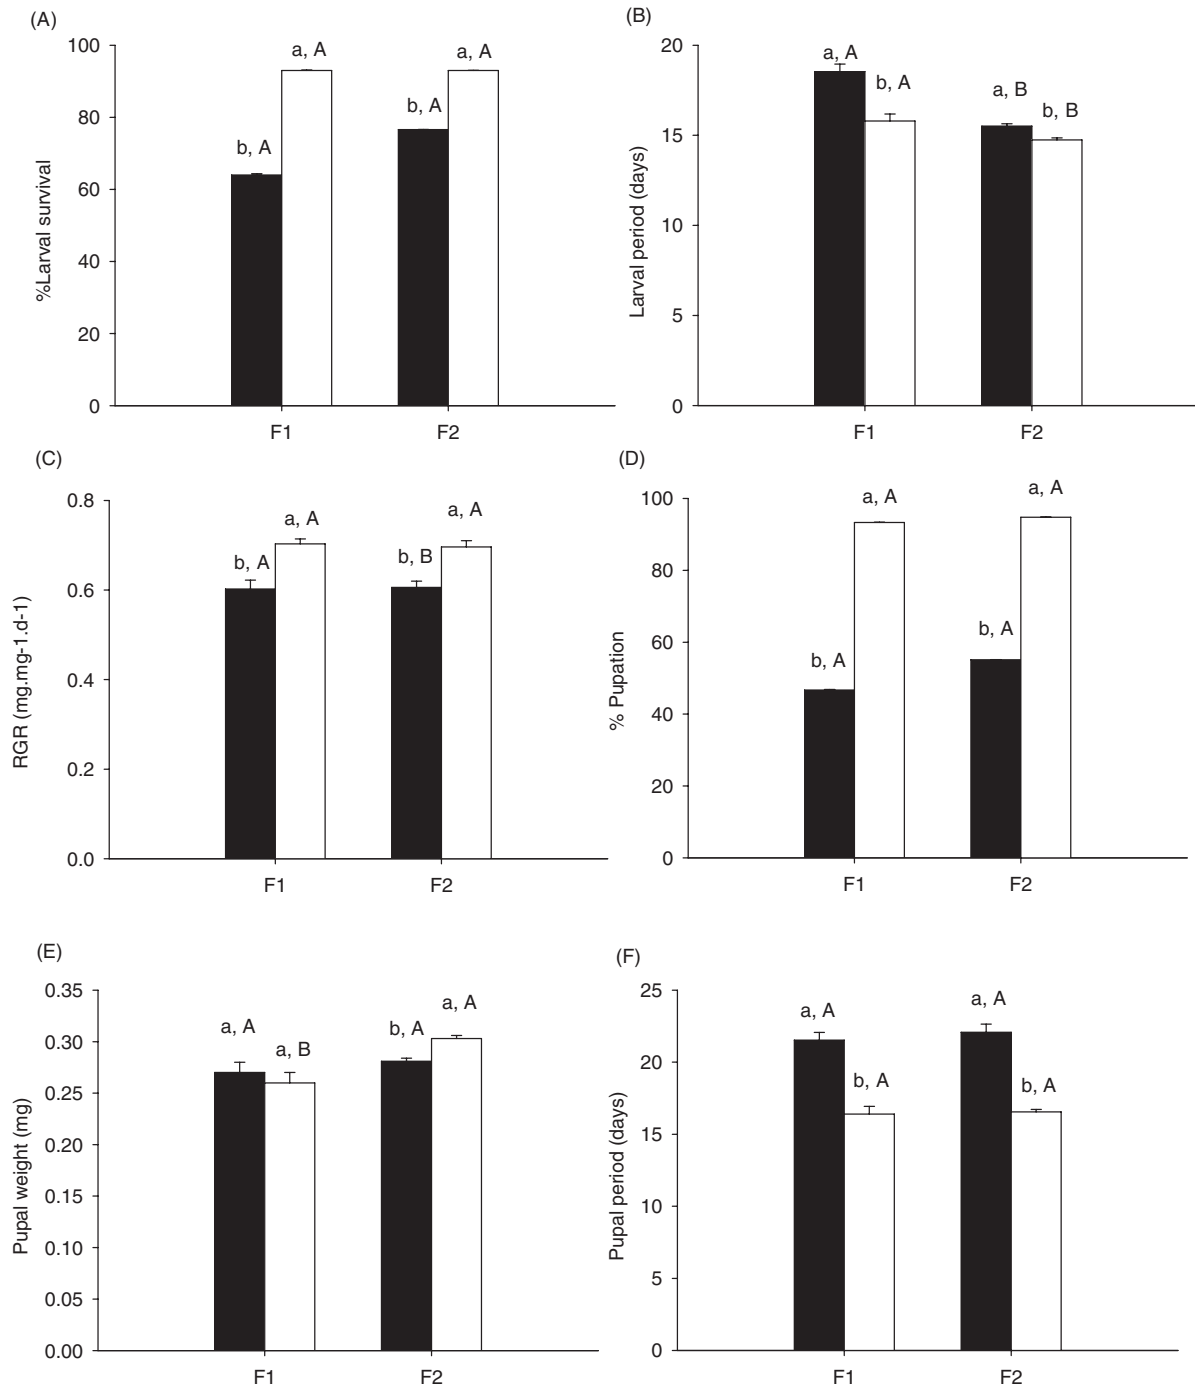 (A)
%Larval survival
100
80
60
40
20
0
a, A
a, A
b, A
b, A
F1
F2
(B)
Larval period (days)
20
15
10
5
0
a, A
b, A
a, B
b, B
F1
F2
(C)
RGR (mg.mg-1.d-1)
0.8
0.6
0.4
0.2
0.0
b, A
a, A
b, B
a, A
F1
F2
(D)
% Pupation
100
80
60
40
20
0
b, A
a, A
b, A
a, A
F1
F2
(E)
Pupal weight (mg)
0.35
0.30
0.25
0.20
0.15
0.10
0.05
0.00
a, A
a, B
b, A
a, A
F1
F2
(F)
Pupal period (days)
25
20
15
10
5
0
a, A
b, A
a, A
b, A
F1
F2